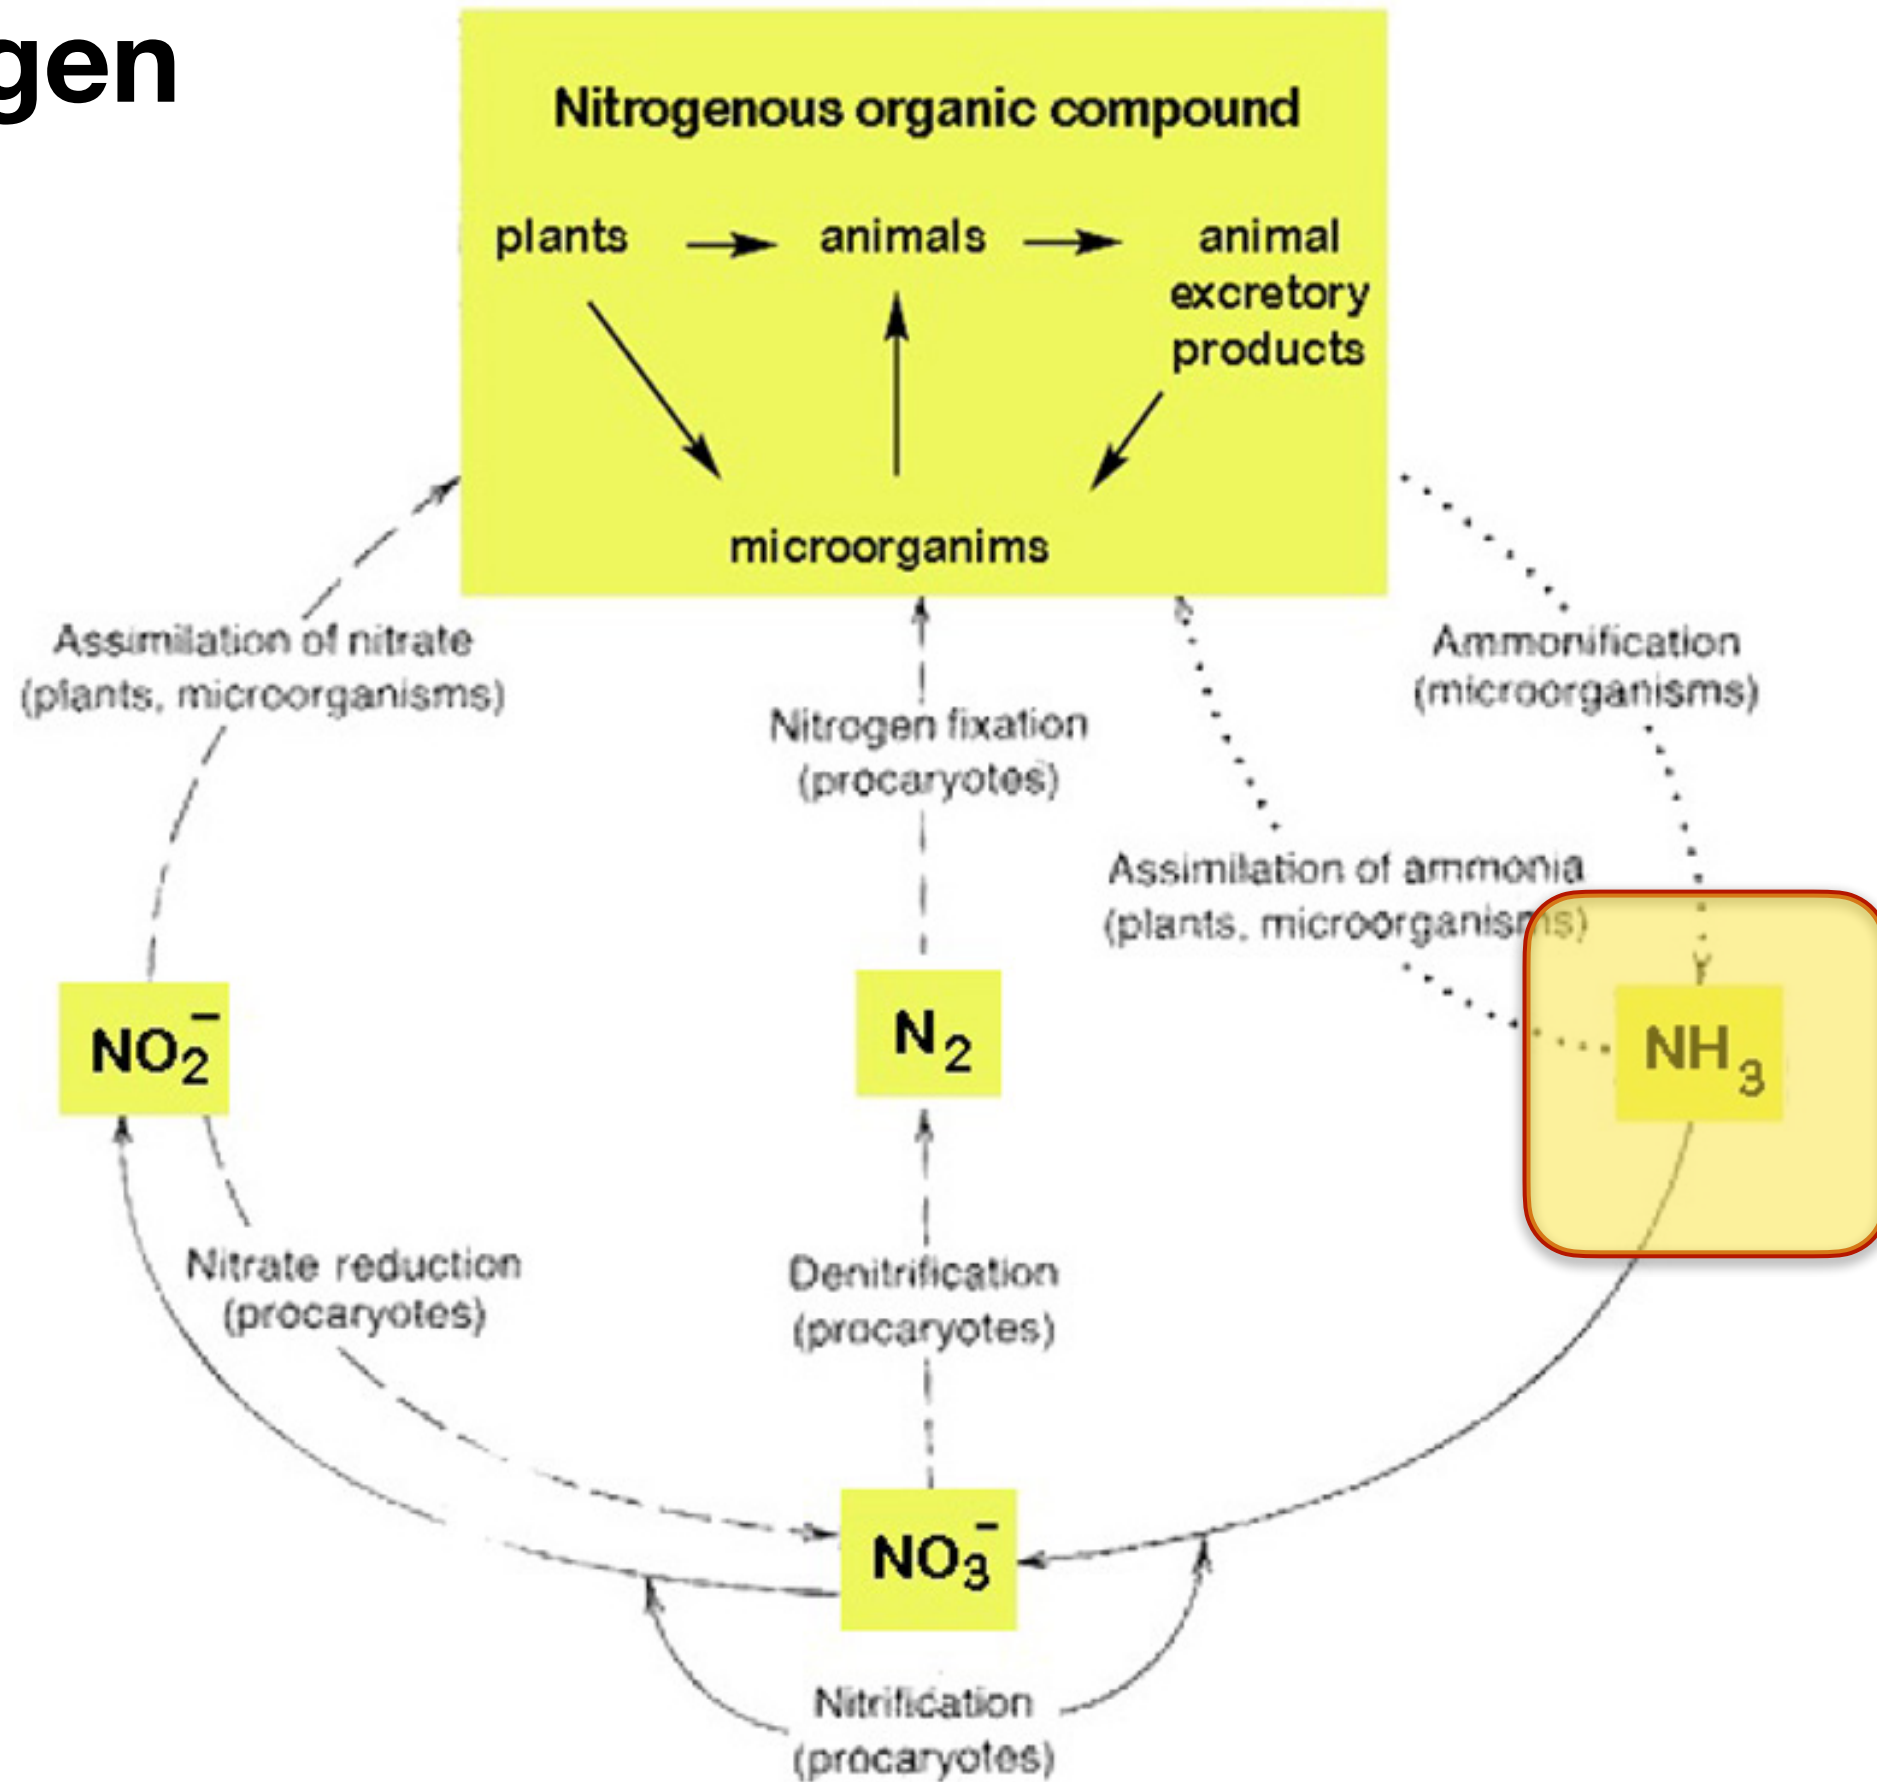 gen
Nitrogenous organic compound
plants animals animal
excretory
products
microorganims
Assimilation of nitrate
(plants, microorganisms)
Nitrogen fixation
(procaryotes)
Ammonification
(microorganisms)
Assimilation of ammonia
(plants, microorganisms)
NO2−
N2
NH3
Nitrate reduction
(procaryotes)
Denitrification
(procaryotes)
NO3−
Nitrification
(procaryotes)